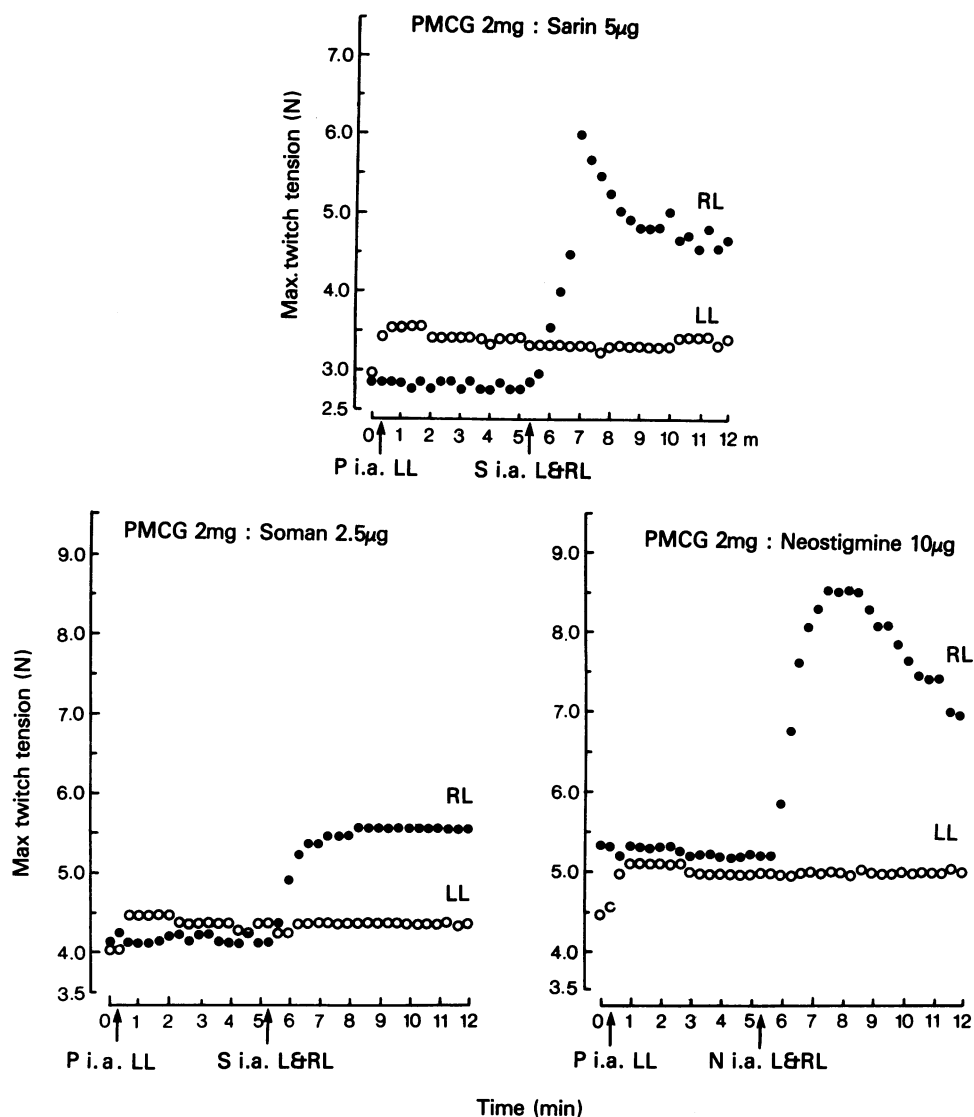 PMCG 2mg : Sarin 5μg
Max. twitch tension (N)
7.0
6.0
5.0
4.0
3.0
2.5
RL
LL
0 1 2 3 4 5 6 7 8 9 10 11 12 m
P i.a. LL
S i.a. L&RL
PMCG 2mg : Soman 2.5μg
Max twitch tension (N)
9.0
8.0
7.0
6.0
5.0
4.0
3.5
RL
LL
0 1 2 3 4 5 6 7 8 9 10 11 12
P i.a. LL
S i.a. L&RL
PMCG 2mg : Neostigmine 10μg
9.0
8.0
7.0
6.0
5.0
4.0
3.5
RL
LL
0 1 2 3 4 5 6 7 8 9 10 11 12
P i.a. LL
N i.a. L&RL
Time (min)